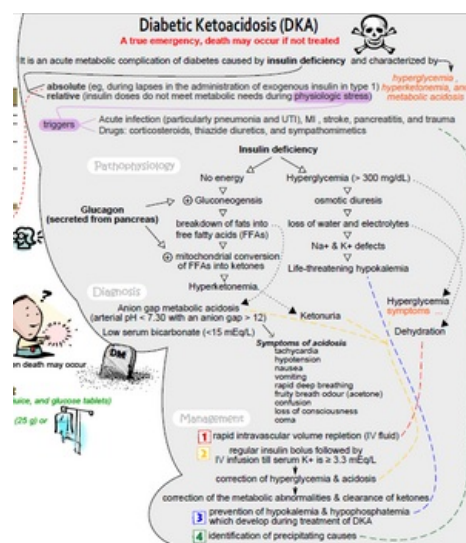 Diabetic Ketoacidosis (DKA)
A true emergency, death may occur if not treated
It is an acute metabolic complication of diabetes caused by insulin deficiency and characterized by
hyperglycemia,
hyperketonemia, and
metabolic acidosis
absolute (eg, during lapses in the administration of exogenous insulin in type 1)
relative (insulin doses do not meet metabolic needs during physiologic stress)
triggers
Acute infection (particularly pneumonia and UTI), MI , stroke, pancreatitis, and trauma
Drugs: corticosteroids, thiazide diuretics, and sympathomimetics
Insulin deficiency
Pathophysiology
No energy
Hyperglycemia (> 300 mg/dL)
Glucagon
(secreted from pancreas)
Gluconeogenesis
osmotic diuresis
breakdown of fats into
free fatty acids (FFAs)
loss of water and electrolytes
mitochondrial conversion
of FFAs into ketones
Na+ & K+ defects
Hyperketonemia
Life-threatening hypokalemia
Diagnosis
Anion gap metabolic acidosis
(arterial pH < 7.30 with an anion gap > 12)
Ketonuria
Hyperglycemia
symptoms ...
Low serum bicarbonate (<15 mEq/L)
Dehydration
DM
Symptoms of acidosis
tachycardia
hypotension
nausea
vomiting
rapid deep breathing
fruity breath odour (acetone)
confusion
loss of consciousness
coma
en death may occur
juice, and glucose tablets)
(25 g) or
Management
1 rapid intravascular volume repletion (IV fluid)
2 regular insulin bolus followed by
IV infusion till serum K+ is ≥ 3.3 mEq/L
correction of hyperglycemia & acidosis
correction of the metabolic abnormalities & clearance of ketones
3 prevention of hypokalemia & hypophosphatemia
which develop during treatment of DKA
4 identification of precipitating causes